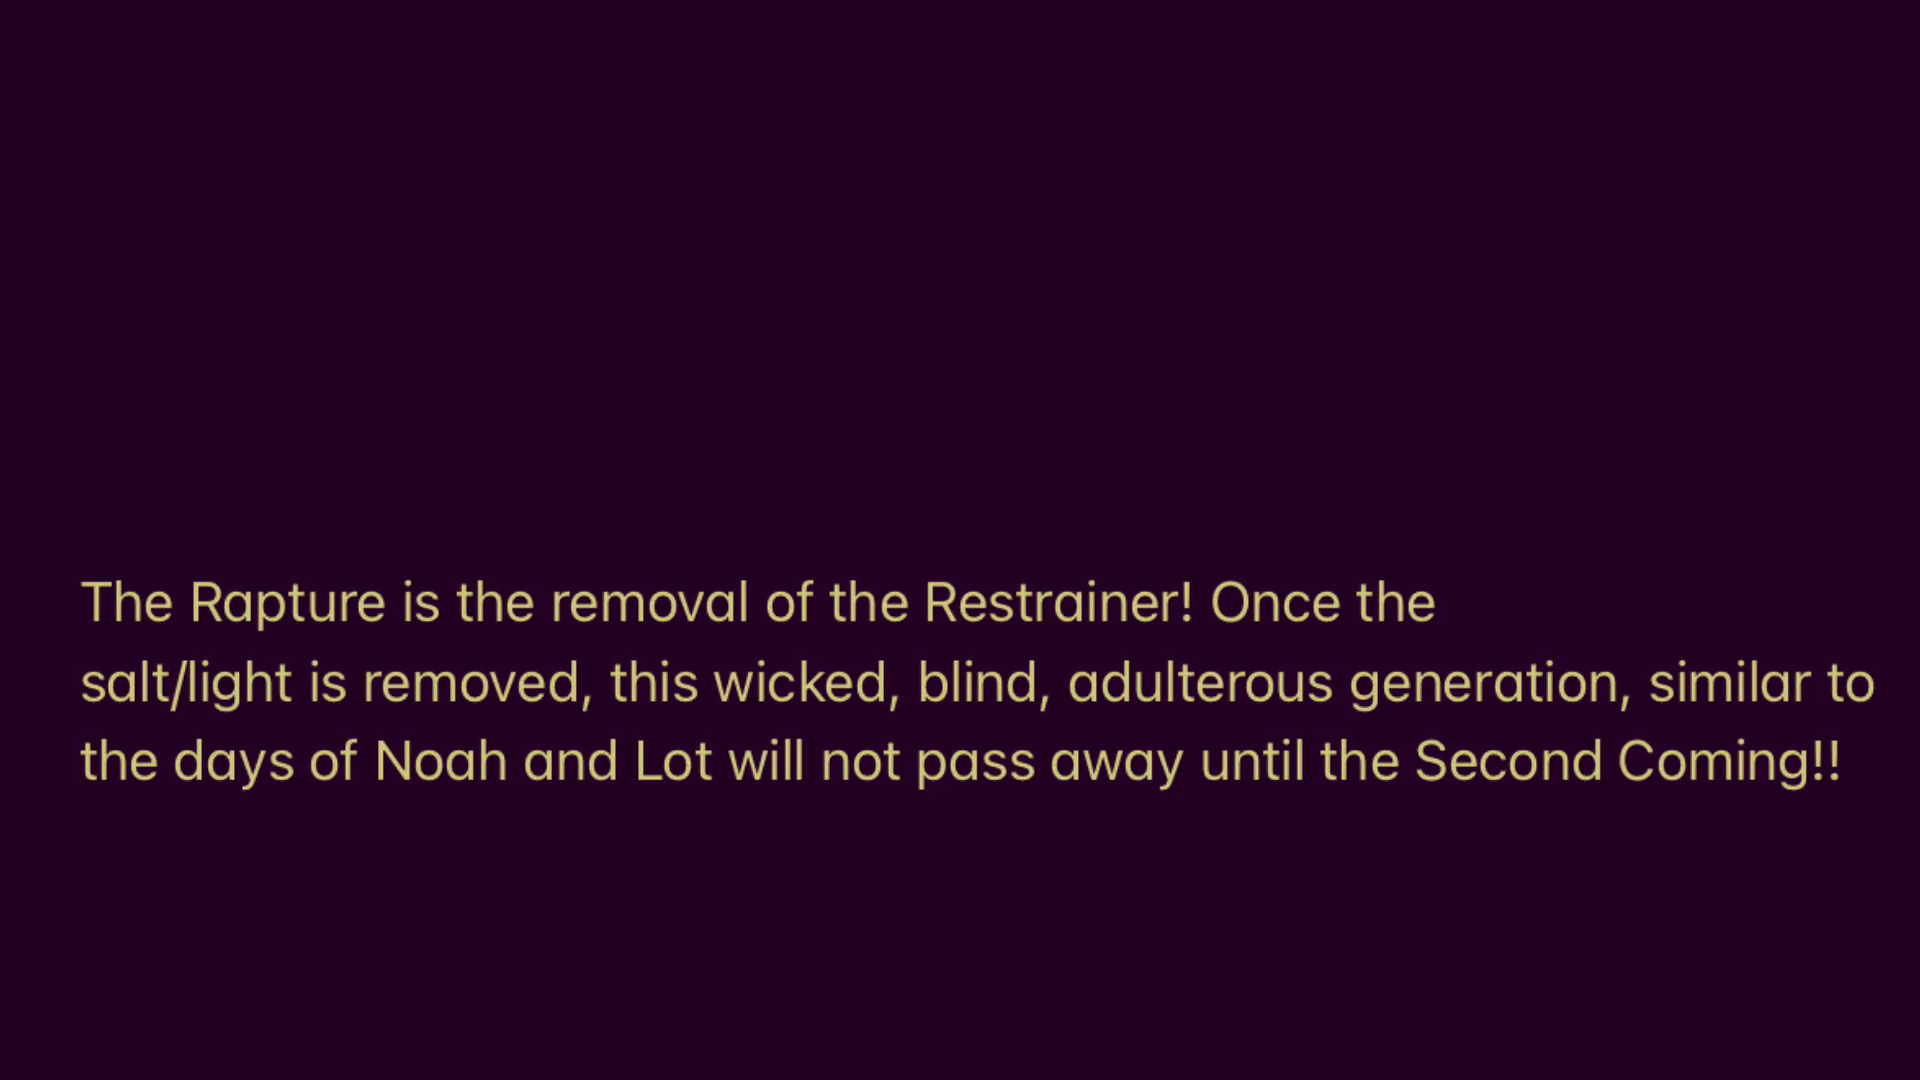 The Rapture is the removal of the Restrainer! Once the
salt/light is removed, this wicked, blind, adulterous generation, similar to
the days of Noah and Lot will not pass away until the Second Coming!!